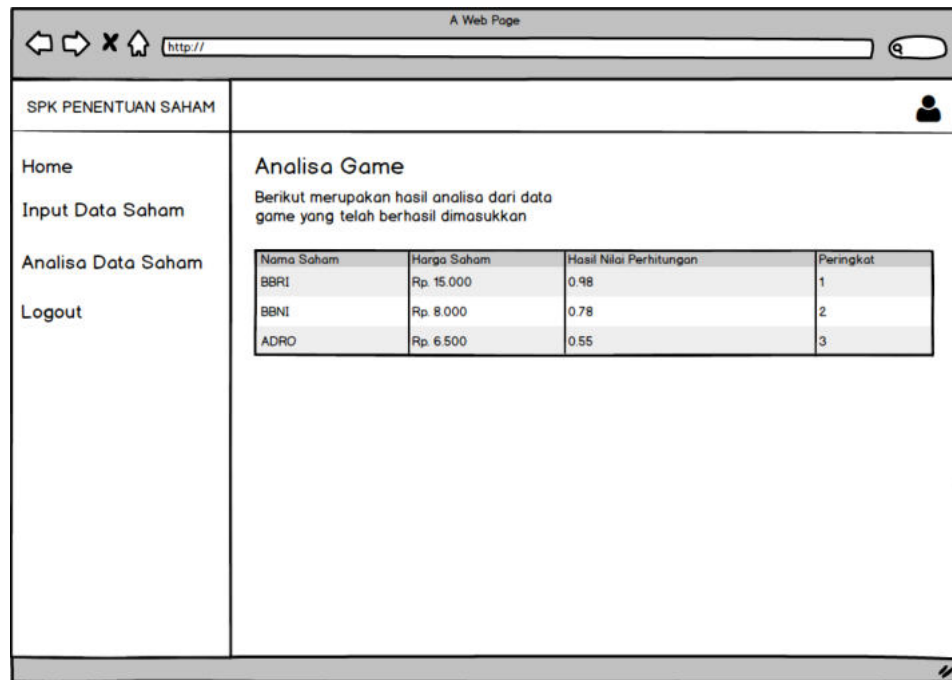 A Web Page
http://
SPK PENENTUAN SAHAM
Home
Input Data Saham
Analisa Data Saham
Logout
Analisa Game
Berikut merupakan hasil analisa dari data
game yang telah berhasil dimasukkan
Nama Saham Harga Saham Hasil Nilai Perhitungan Peringkat
BBRI Rp. 15.000 0.98 1
BBNI Rp. 8.000 0.78 2
ADRO Rp. 6.500 0.55 3